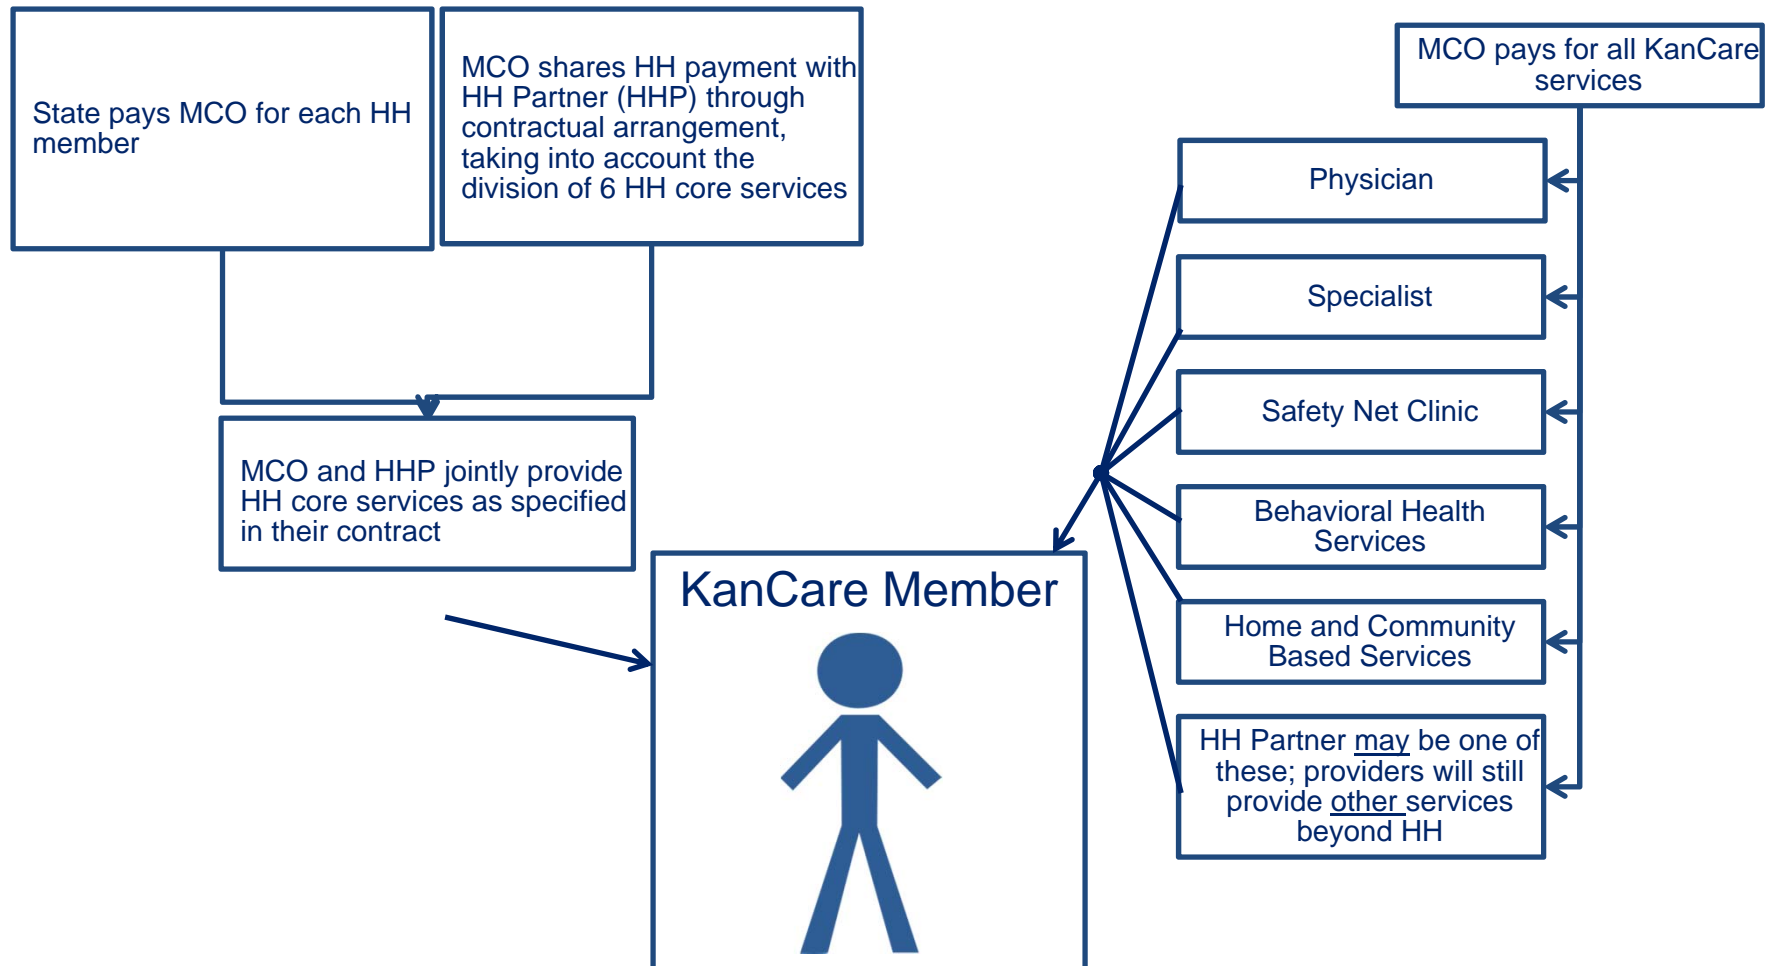 State pays MCO for each HH
member
MCO shares HH payment with
HH Partner (HHP) through
contractual arrangement,
taking into account the
division of 6 HH core services
MCO and HHP jointly provide
HH core services as specified
in their contract
KanCare Member
MCO pays for all KanCare
services
Physician
Specialist
Safety Net Clinic
Behavioral Health
Services
Home and Community
Based Services
HH Partner may be one of
these; providers will still
provide other services
beyond HH